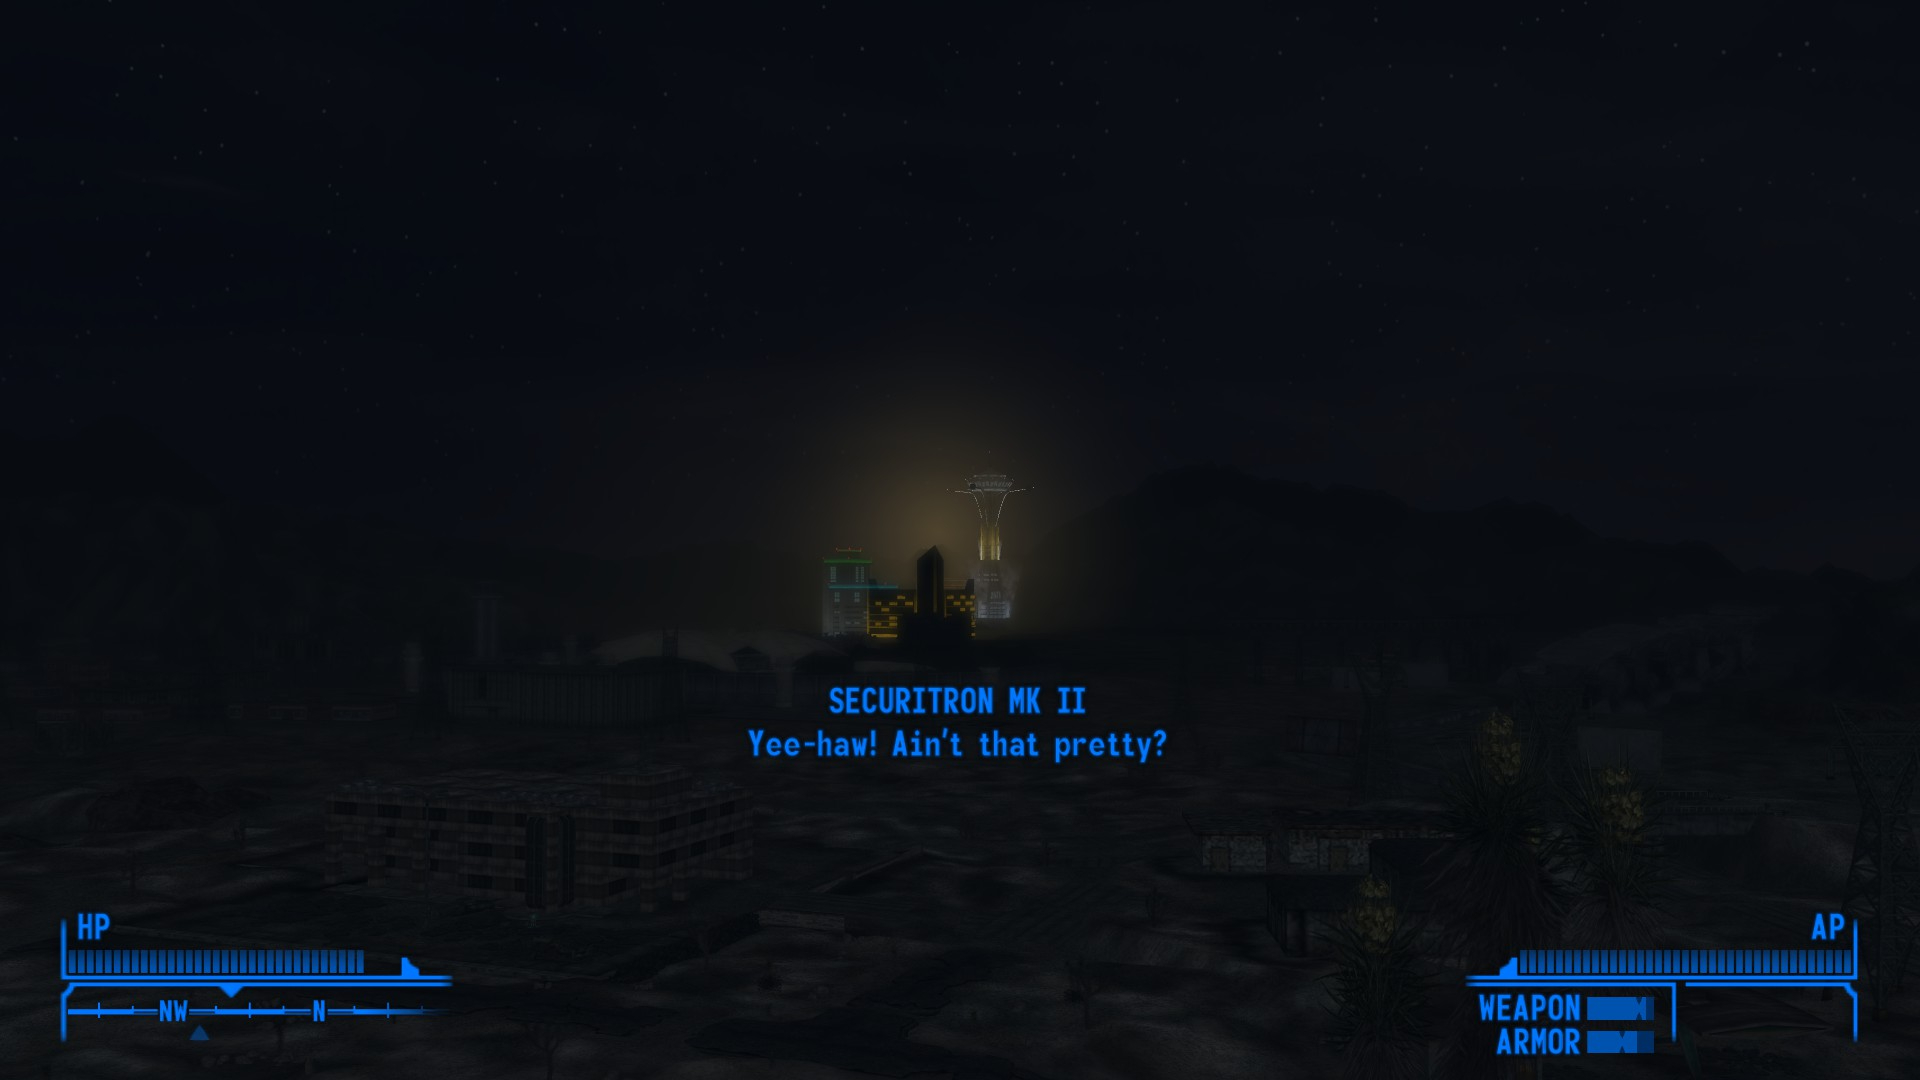 SECURITRON MK II
Yee-haw! Ain't that pretty?
HP
AP
NW N
WEAPON
ARMOR